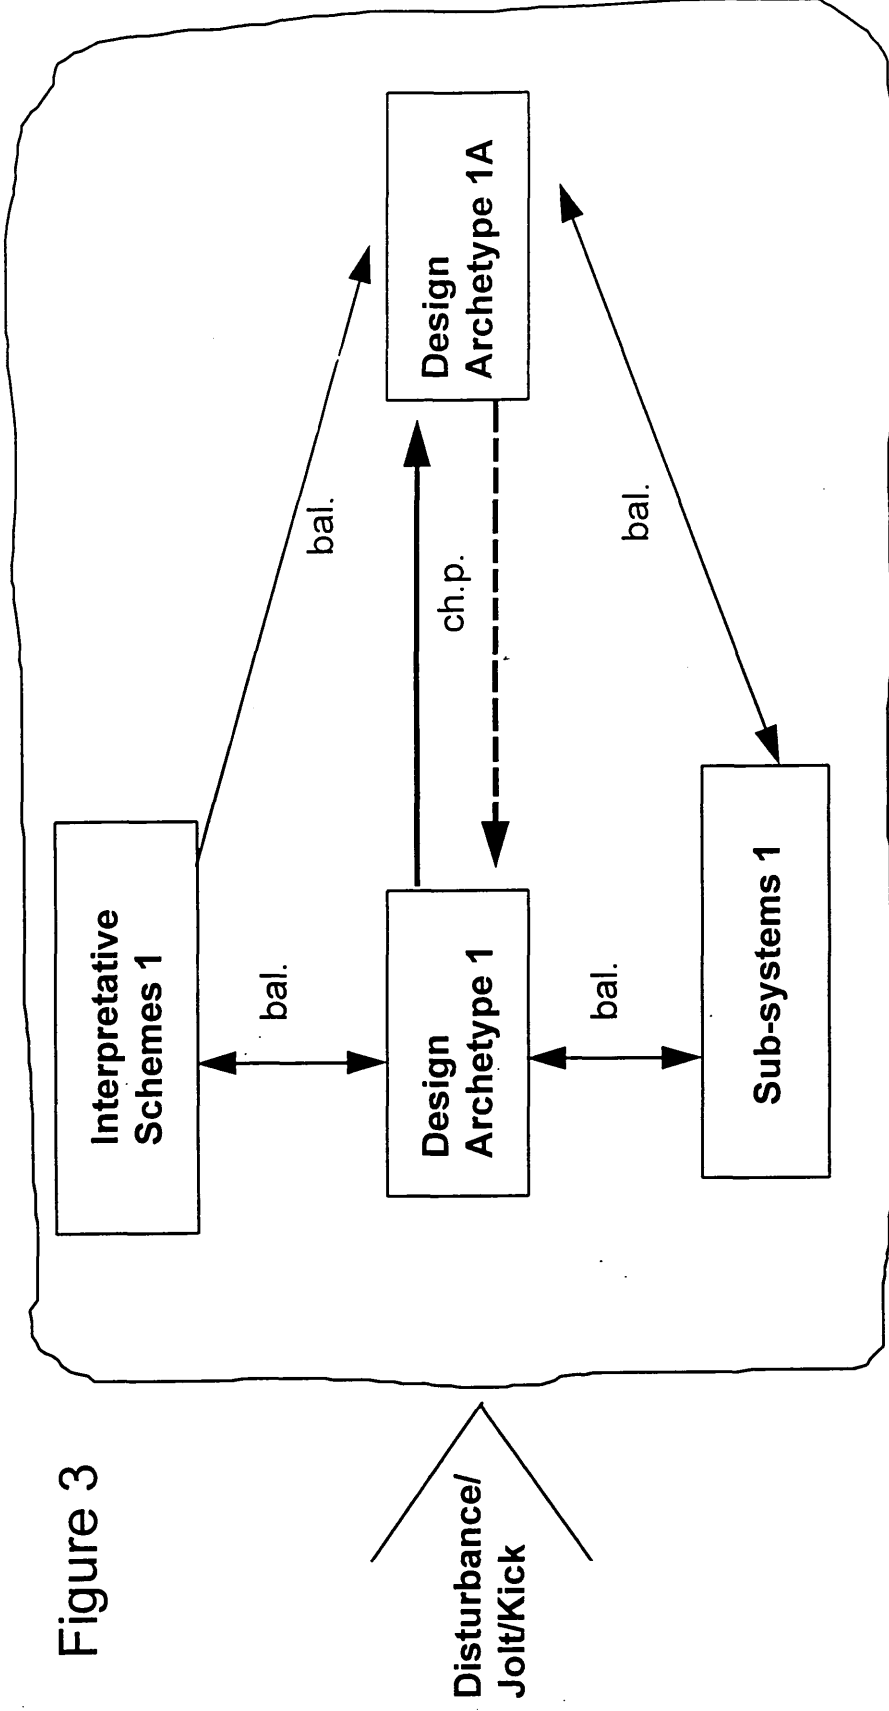 Figure 3
Disturbance/
Jolt/Kick
Interpretative
Schemes 1
bal.
bal.
Design
Archetype 1
ch.p.
Design
Archetype 1A
bal.
bal.
Sub-systems 1